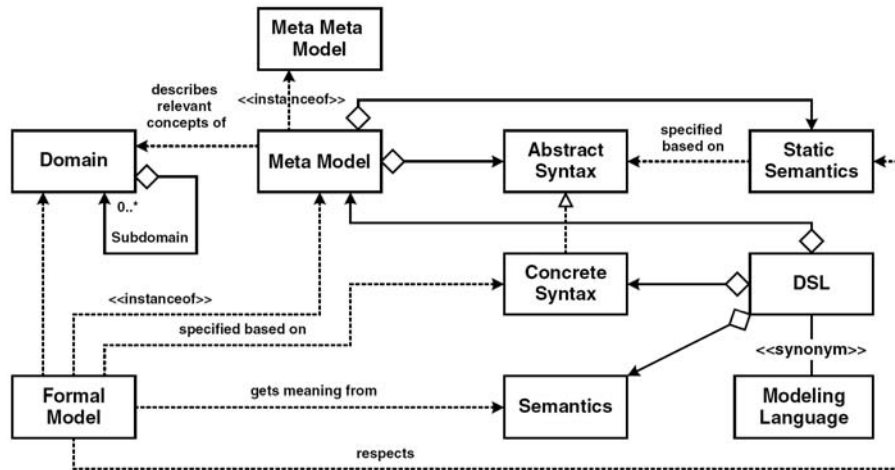 Meta Meta
Model
describes
relevant
concepts of
<<instanceof>>
Domain
Meta Model
Abstract
Syntax
specified
based on
Static
Semantics
0..*
Subdomain
Concrete
Syntax
DSL
<<instanceof>>
specified based on
<<synonym>>
Formal
Model
gets meaning from
Semantics
Modeling
Language
respects